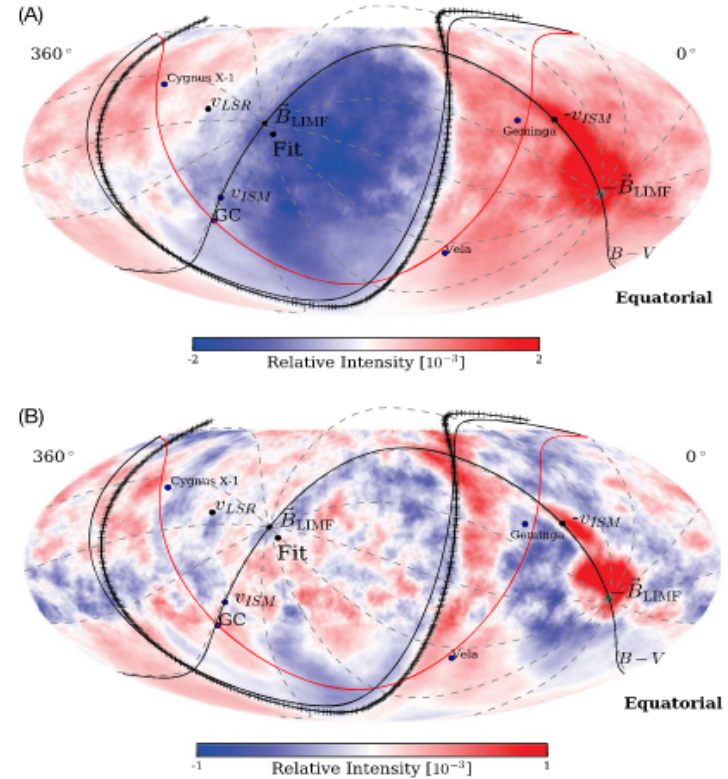 (A)
360°
0°
Cygnus X-1
v_LSR
B⃗_LIMF
-v_ISM
Geminga
Fit
-B⃗_LIMF
v_ISM
GC
Vela
B-V
Equatorial
-2
2
Relative Intensity [10⁻³]
(B)
360°
0°
Cygnus X-1
v_LSR
B⃗_LIMF
-v_ISM
Geminga
Fit
-B⃗_LIMF
v_ISM
GC
Vela
B-V
Equatorial
-1
1
Relative Intensity [10⁻³]